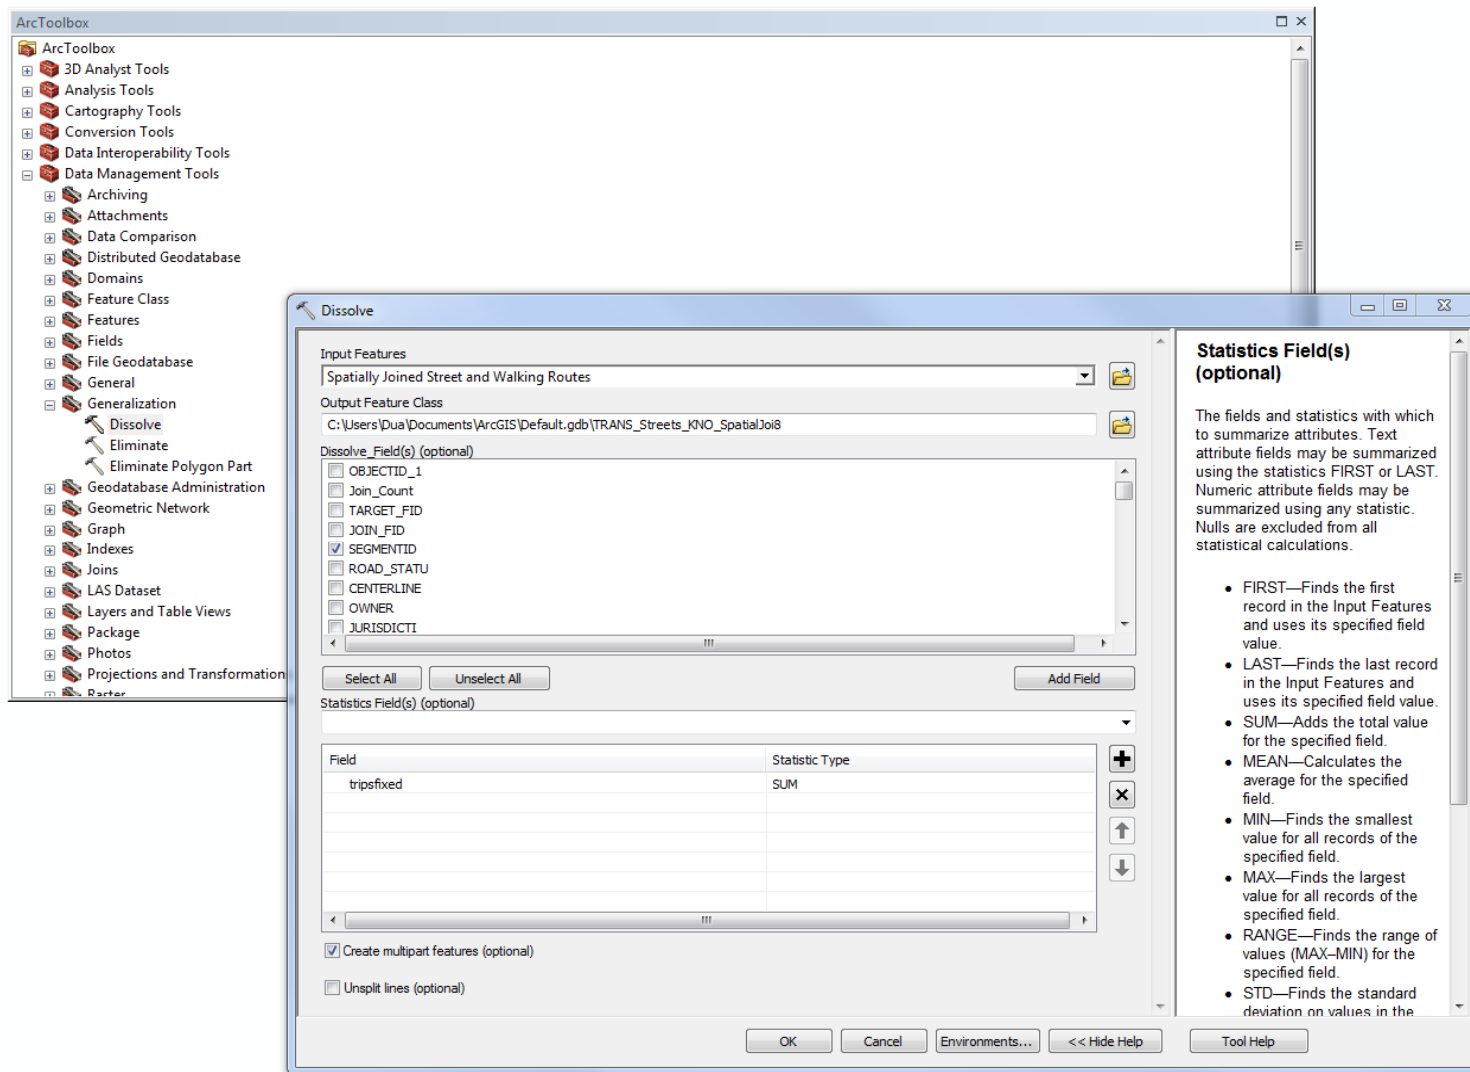 ArcToolbox
ArcToolbox
3D Analyst Tools
Analysis Tools
Cartography Tools
Conversion Tools
Data Interoperability Tools
Data Management Tools
Archiving
Attachments
Data Comparison
Distributed Geodatabase
Domains
Feature Class
Features
Fields
File Geodatabase
General
Generalization
Dissolve
Eliminate
Eliminate Polygon Part
Geodatabase Administration
Geometric Network
Graph
Indexes
Joins
LAS Dataset
Layers and Table Views
Package
Photos
Projections and Transformation
Raster
Dissolve
Input Features
Spatially Joined Street and Walking Routes
Output Feature Class
C:\Users\Dua\Documents\ArcGIS\Default.gdb\TRANS_Streets_KNO_SpatialJoi8
Dissolve_Field(s) (optional)
OBJECTID_1
Join_Count
TARGET_FID
JOIN_FID
SEGMENTID
ROAD_STATU
CENTERLINE
OWNER
JURISDICTI
Select All
Unselect All
Add Field
Statistics Field(s) (optional)
Field Statistic Type
tripsfixed SUM
Create multipart features (optional)
Unsplit lines (optional)
OK
Cancel
Environments...
<< Hide Help
Tool Help
Statistics Field(s)
(optional)
The fields and statistics with which
to summarize attributes. Text
attribute fields may be summarized
using the statistics FIRST or LAST.
Numeric attribute fields may be
summarized using any statistic.
Nulls are excluded from all
statistical calculations.
• FIRST—Finds the first
record in the Input Features
and uses its specified field
value.
• LAST—Finds the last record
in the Input Features and
uses its specified field value.
• SUM—Adds the total value
for the specified field.
• MEAN—Calculates the
average for the specified
field.
• MIN—Finds the smallest
value for all records of the
specified field.
• MAX—Finds the largest
value for all records of the
specified field.
• RANGE—Finds the range of
values (MAX–MIN) for the
specified field.
• STD—Finds the standard
deviation on values in the